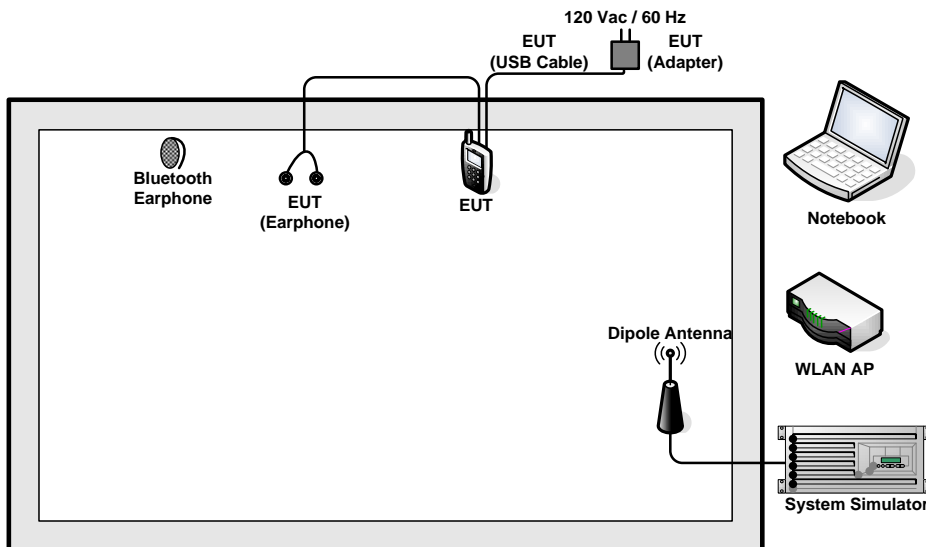 120 Vac / 60 Hz
EUT
(USB Cable)
EUT
(Adapter)
Bluetooth
Earphone
EUT
(Earphone)
EUT
Notebook
Dipole Antenna
WLAN AP
System Simulator